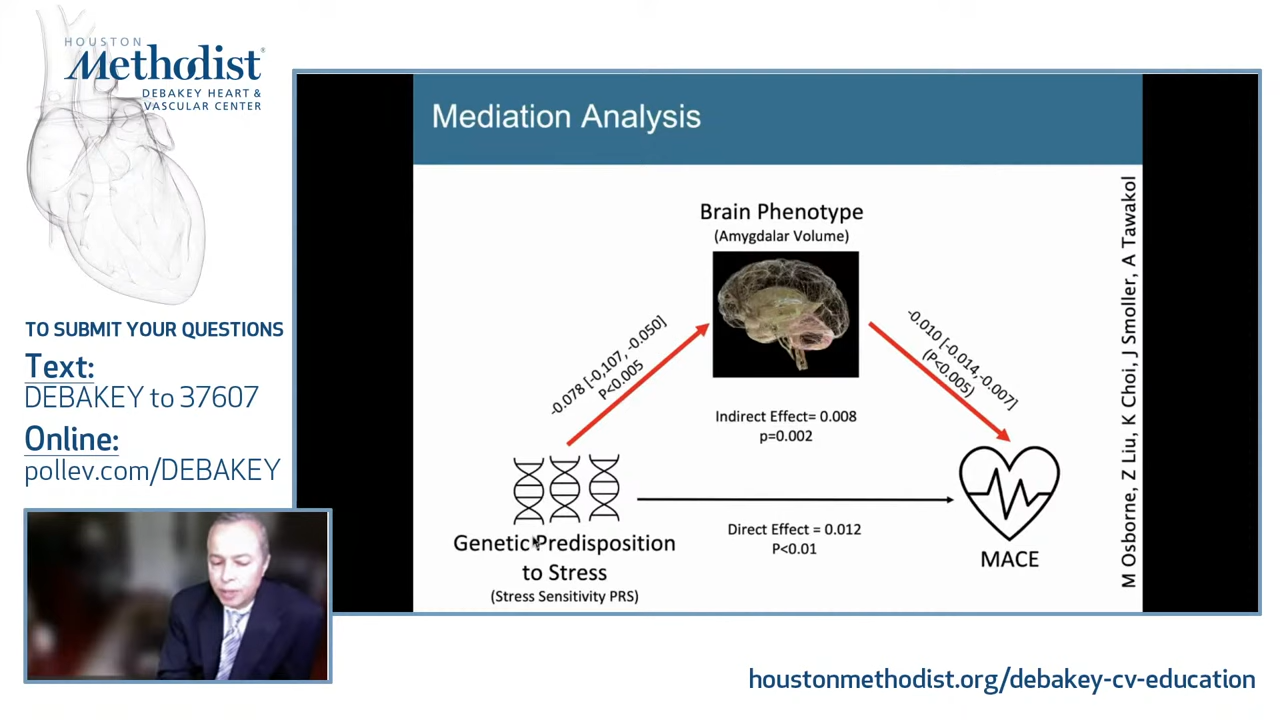 HOUSTON
Methodist®
DEBAKEY HEART &
VASCULAR CENTER
TO SUBMIT YOUR QUESTIONS
Text:
DEBAKEY to 37607
Online:
pollev.com/DEBAKEY
Mediation Analysis
Brain Phenotype
(Amygdalar Volume)
-0.078 [-0,107, -0.050]
P<0.005
-0.010 [-0.014,-0.007]
(P<0.005)
Indirect Effect= 0.008
p=0.002
Direct Effect = 0.012
P<0.01
Genetic Predisposition
to Stress
(Stress Sensitivity PRS)
MACE
M Osborne, Z Liu, K Choi, J Smoller, A Tawakol
houstonmethodist.org/debakey-cv-education